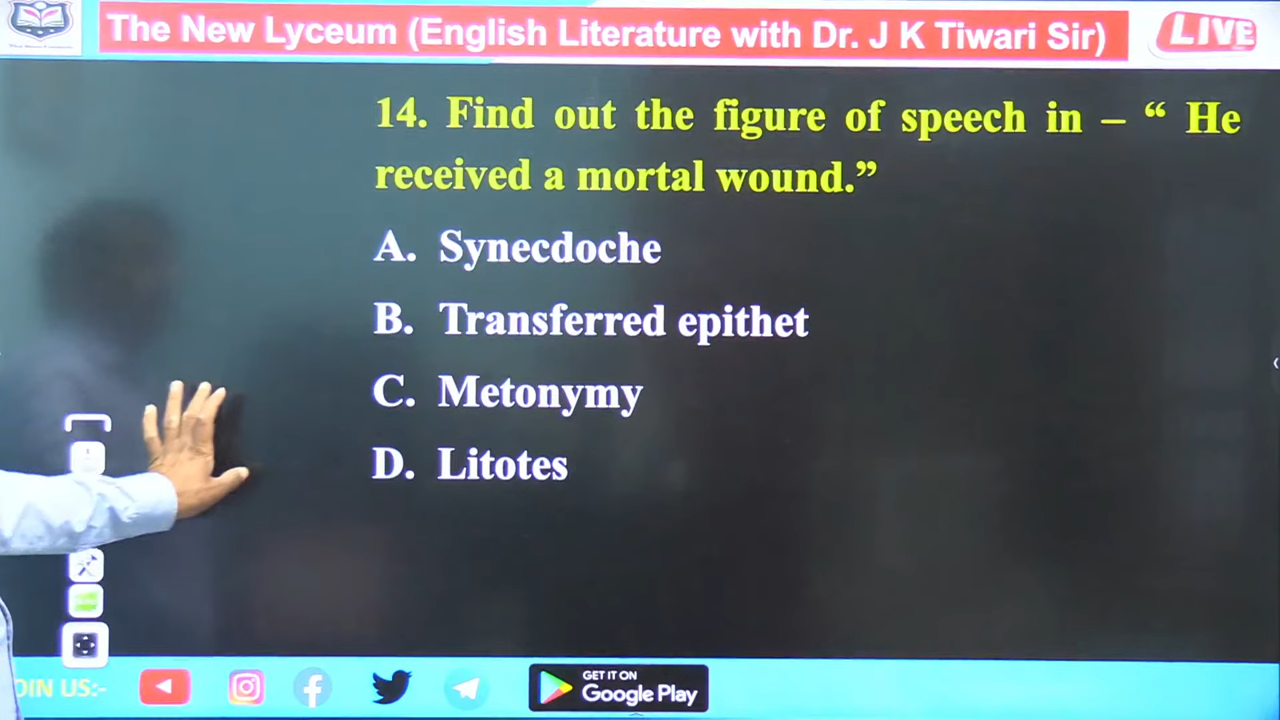 The New Lyceum (English Literature with Dr. J K Tiwari Sir)
LIVE
14. Find out the figure of speech in – “ He
received a mortal wound.”
A. Synecdoche
B. Transferred epithet
C. Metonymy
D. Litotes
OIN US:-
GET IT ON
Google Play